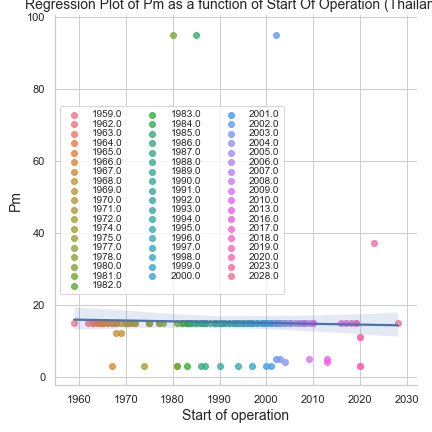 Regression Plot of Pm as a function of Start Of Operation (Thailan
100
80
60
40
20
0
Pm
1959.0 1983.0 2001.0
1962.0 1984.0 2002.0
1963.0 1985.0 2003.0
1964.0 1986.0 2004.0
1965.0 1987.0 2005.0
1966.0 1988.0 2006.0
1967.0 1989.0 2007.0
1968.0 1990.0 2008.0
1969.0 1991.0 2009.0
1970.0 1992.0 2010.0
1971.0 1993.0 2013.0
1972.0 1994.0 2016.0
1974.0 1995.0 2017.0
1975.0 1996.0 2018.0
1977.0 1997.0 2019.0
1978.0 1998.0 2020.0
1980.0 1999.0 2023.0
1981.0 2000.0 2028.0
1982.0
1960 1970 1980 1990 2000 2010 2020 2030
Start of operation